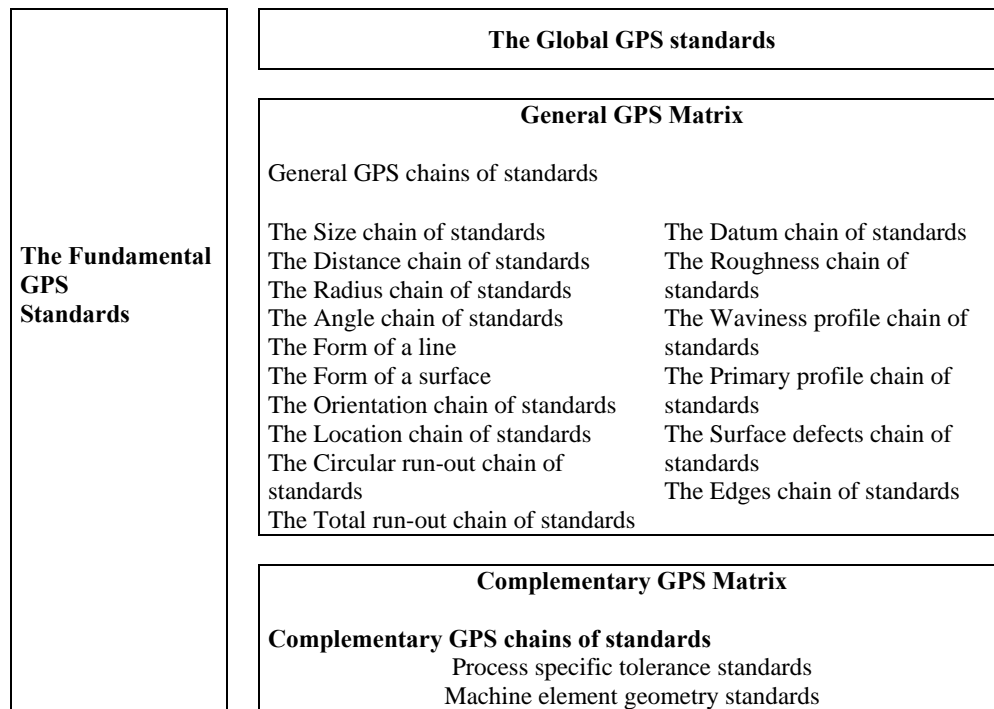 The Global GPS standards
General GPS Matrix
General GPS chains of standards
The Size chain of standards
The Distance chain of standards
The Radius chain of standards
The Angle chain of standards
The Form of a line
The Form of a surface
The Orientation chain of standards
The Location chain of standards
The Circular run-out chain of
standards
The Total run-out chain of standards
The Datum chain of standards
The Roughness chain of
standards
The Waviness profile chain of
standards
The Primary profile chain of
standards
The Surface defects chain of
standards
The Edges chain of standards
The Fundamental
GPS
Standards
Complementary GPS Matrix
Complementary GPS chains of standards
Process specific tolerance standards
Machine element geometry standards